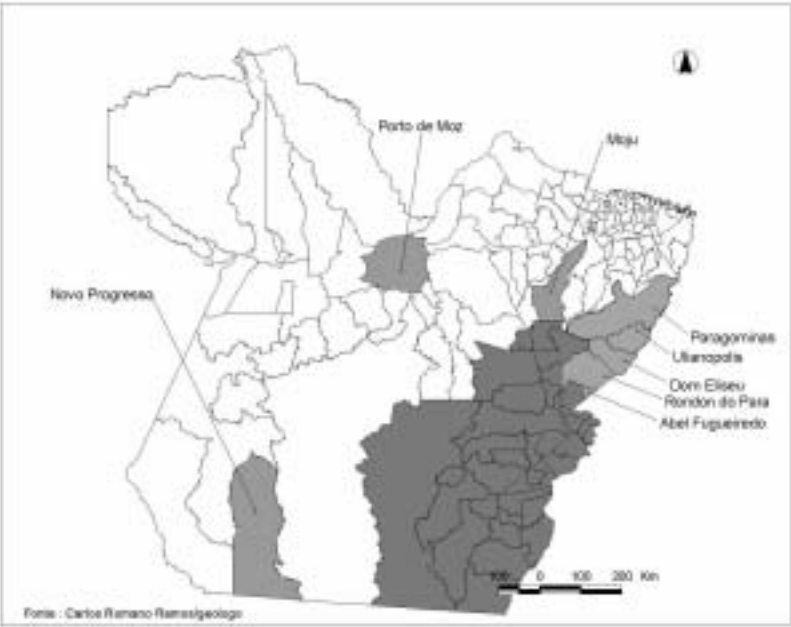 Porto de Moz
Moju
Novo Progresso
Paragominas
Ulianopolis
Dom Eliseu
Rondon do Para
Abel Fugueiredo
100 0 100 200 Km
Fonte : Carlos Romano Ramos/geologo